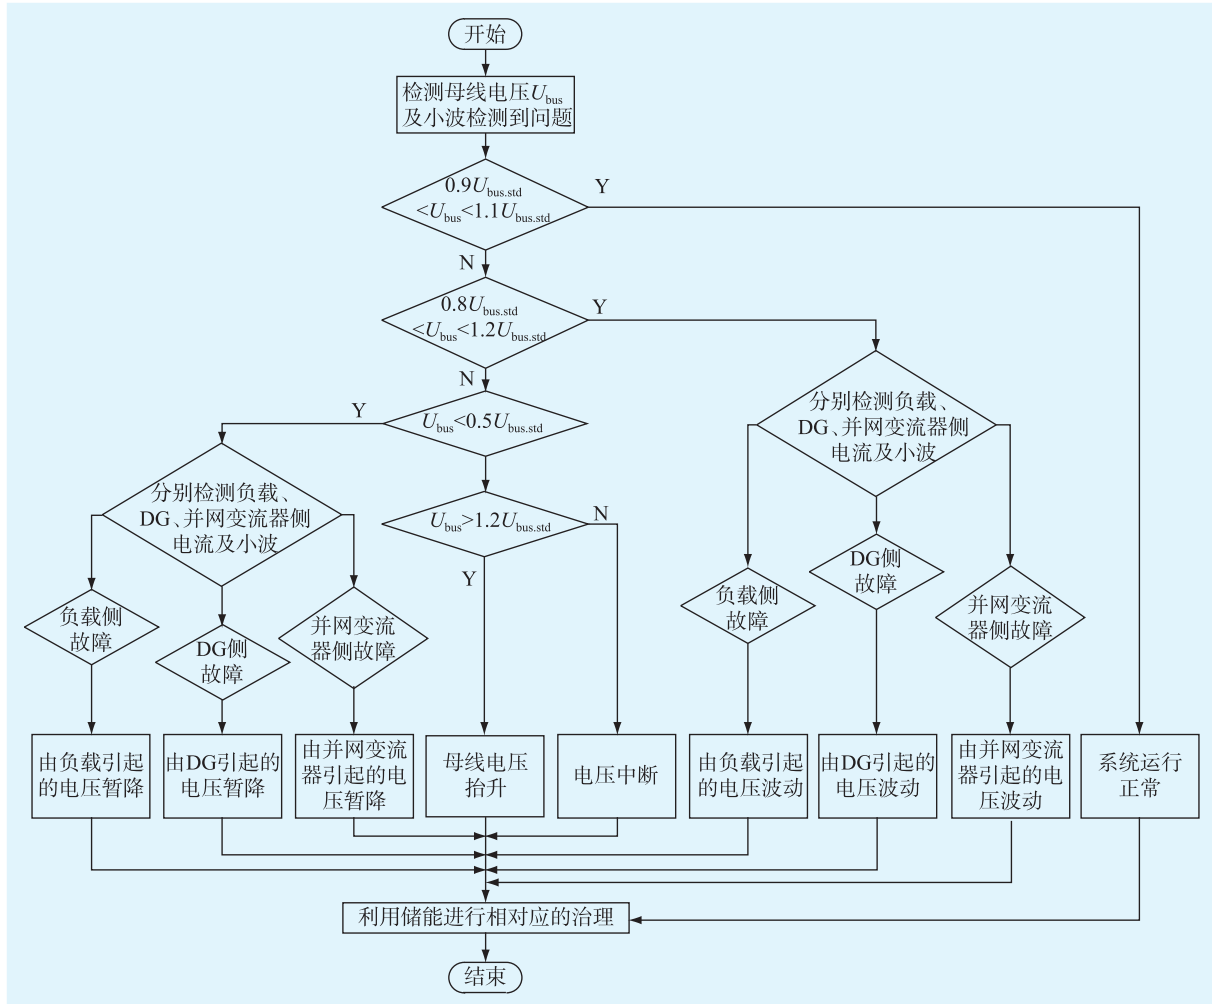 开始
检测母线电压Ubus
及小波检测到问题
0.9Ubus.std
<Ubus<1.1Ubus.std
Y
N
0.8Ubus.std
<Ubus<1.2Ubus.std
Y
N
Ubus<0.5Ubus.std
Y
分别检测负载、
DG、并网变流器侧
电流及小波
分别检测负载、
DG、并网变流器侧
电流及小波
Ubus>1.2Ubus.std
N
Y
负载侧
故障
DG侧
故障
并网变流
器侧故障
负载侧
故障
DG侧
故障
并网变流
器侧故障
由负载引起
的电压暂降
由DG引起的
电压暂降
由并网变流
器引起的电
压暂降
母线电压
抬升
电压中断
由负载引起
的电压波动
由DG引起的
电压波动
由并网变流
器引起的电
压波动
系统运行
正常
利用储能进行相对应的治理
结束